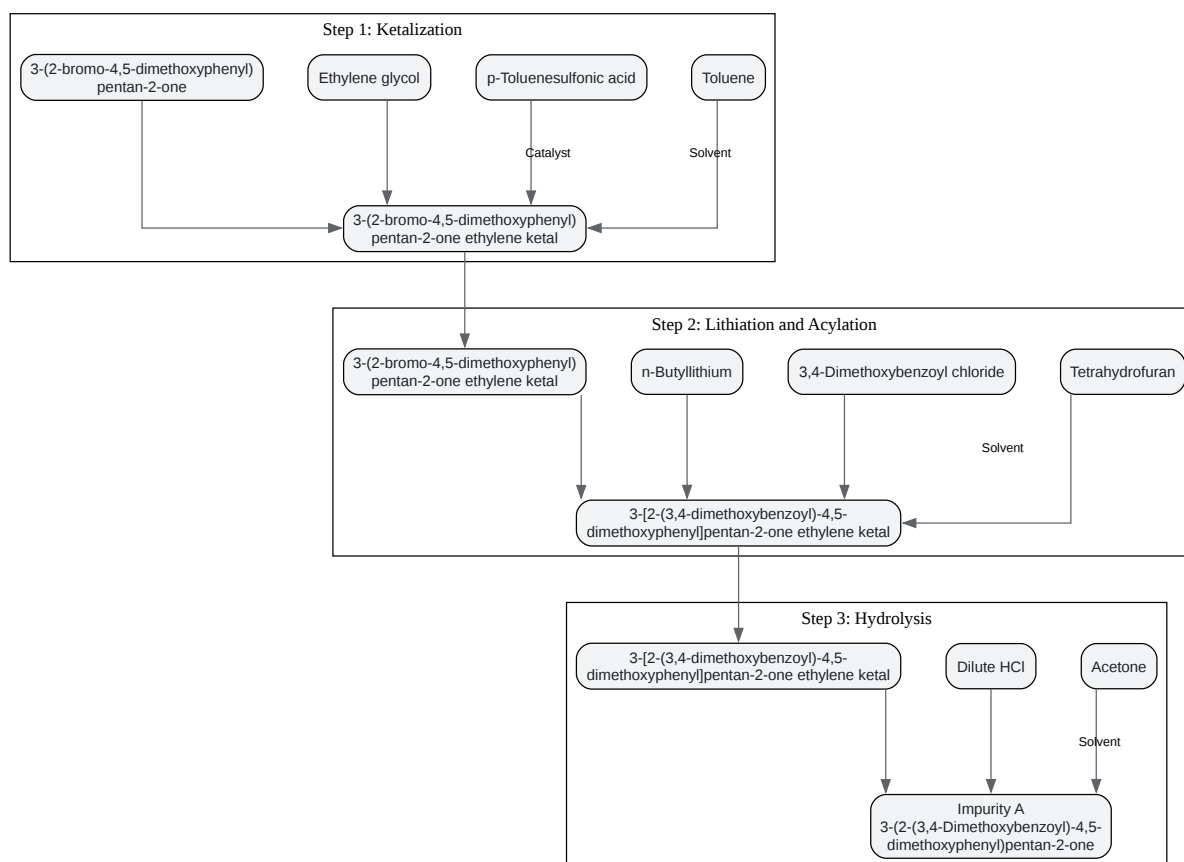 Step 1: Ketalization
3-(2-bromo-4,5-dimethoxyphenyl)
pentan-2-one
Ethylene glycol
p-Toluenesulfonic acid
Toluene
Catalyst
Solvent
3-(2-bromo-4,5-dimethoxyphenyl)
pentan-2-one ethylene ketal
Step 2: Lithiation and Acylation
3-(2-bromo-4,5-dimethoxyphenyl)
pentan-2-one ethylene ketal
n-Butyllithium
3,4-Dimethoxybenzoyl chloride
Tetrahydrofuran
Solvent
3-[2-(3,4-dimethoxybenzoyl)-4,5-
dimethoxyphenyl]pentan-2-one ethylene ketal
Step 3: Hydrolysis
3-[2-(3,4-dimethoxybenzoyl)-4,5-
dimethoxyphenyl]pentan-2-one ethylene ketal
Dilute HCl
Acetone
Solvent
Impurity A
3-(2-(3,4-Dimethoxybenzoyl)-4,5-
dimethoxyphenyl)pentan-2-one